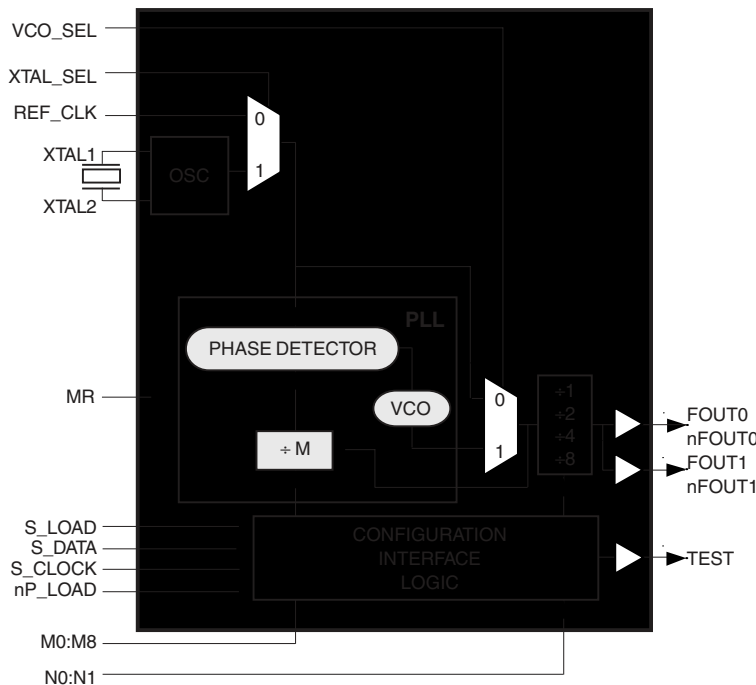 VCO_SEL
XTAL_SEL
REF_CLK
0
XTAL1
OSC
1
XTAL2
PLL
PHASE DETECTOR
MR
VCO
0
÷1
÷2
÷4
÷8
FOUT0
nFOUT0
÷ M
1
FOUT1
nFOUT1
S_LOAD
S_DATA
S_CLOCK
nP_LOAD
CONFIGURATION
INTERFACE
LOGIC
TEST
M0:M8
N0:N1